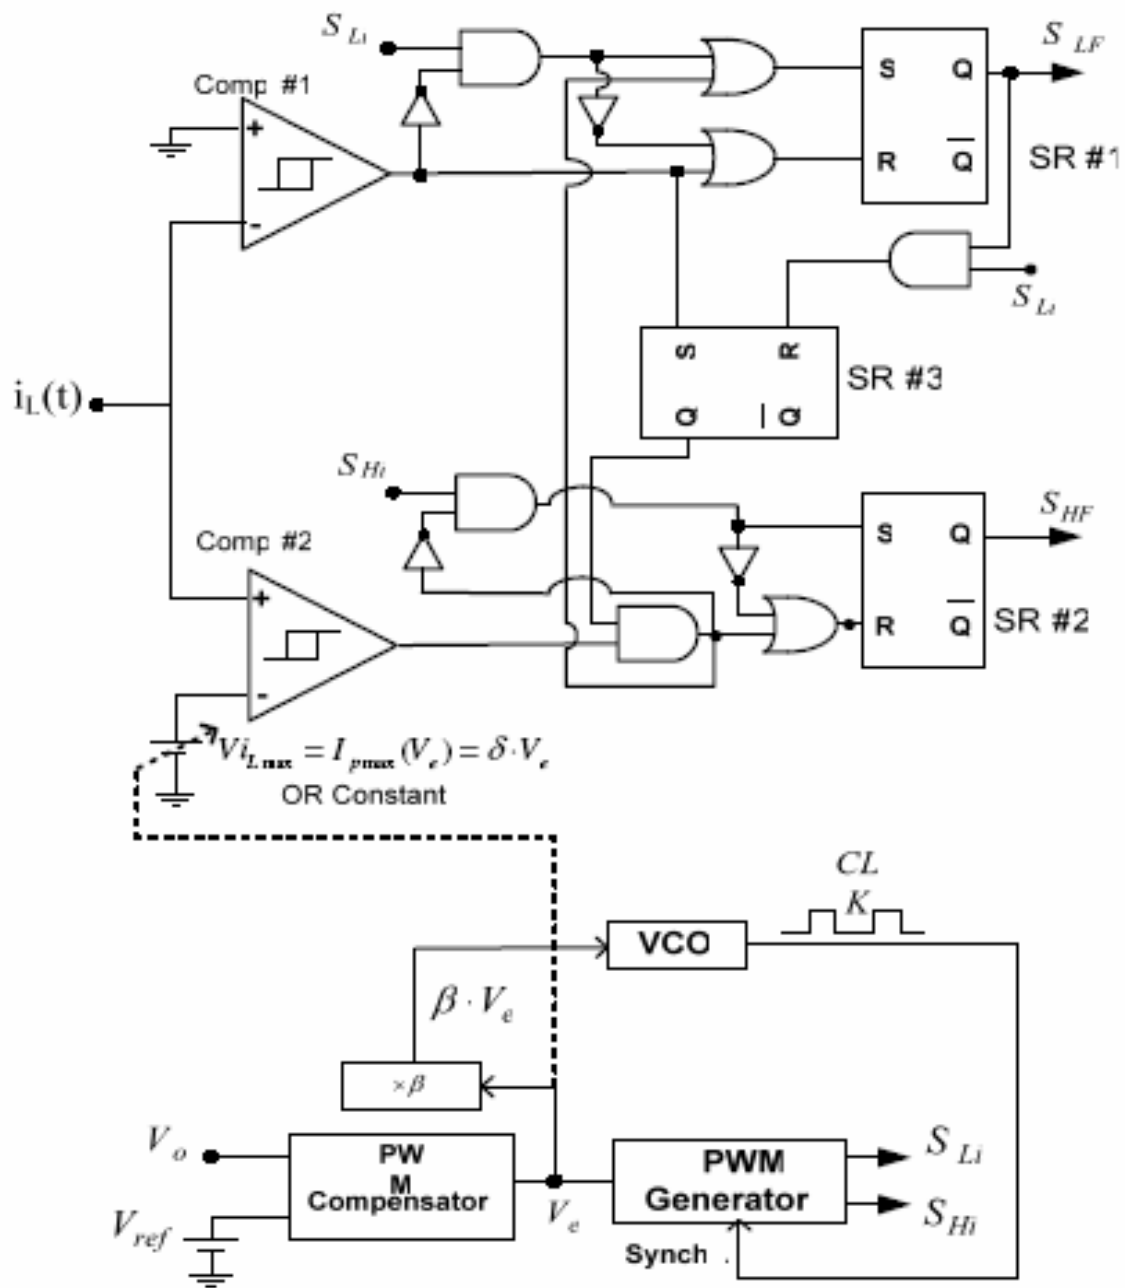 S_Li
Comp #1
+
-
S Q
R Q̅
S_LF
SR #1
S_Li
i_L(t)
S R
Q Q̅
SR #3
S_Hi
Comp #2
+
-
S Q
R Q̅
S_HF
SR #2
Vi_Lmax = I_pmax(V_e) = δ·V_e
OR Constant
CL
K
VCO
β·V_e
×β
V_o
V_ref
PW
M
Compensator
V_e
PWM
Generator
Synch .
S_Li
S_Hi